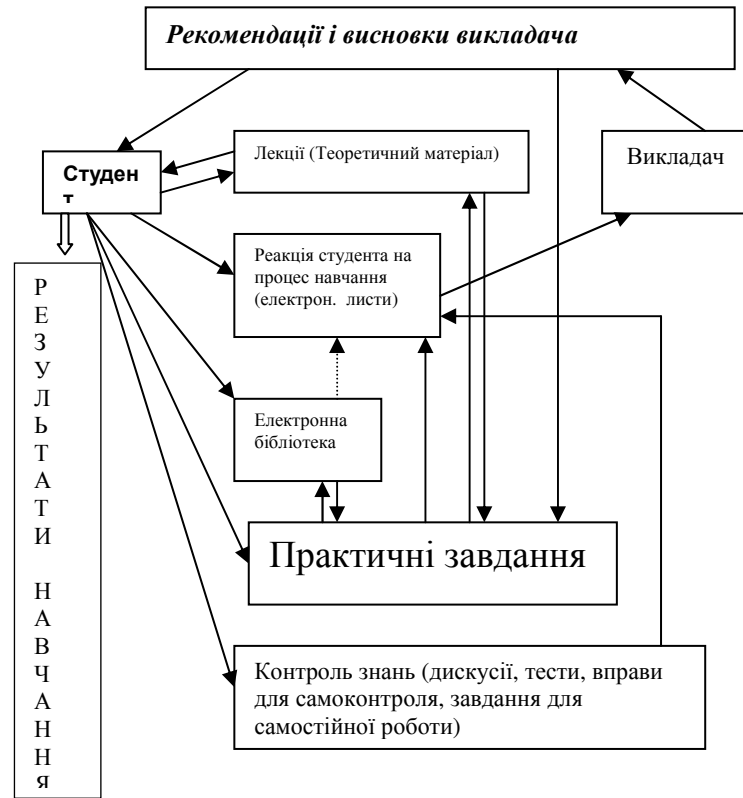 Рекомендації і висновки викладача
Студен
т
Лекції (Теоретичний матеріал)
Викладач
Реакція студента на
процес навчання
(електрон. листи)
Електронна
бібліотека
Практичні завдання
Контроль знань (дискусії, тести, вправи
для самоконтроля, завдання для
самостійної роботи)
Р
Е
З
У
Л
Ь
Т
А
Т
И
Н
А
В
Ч
А
Н
Н
Я